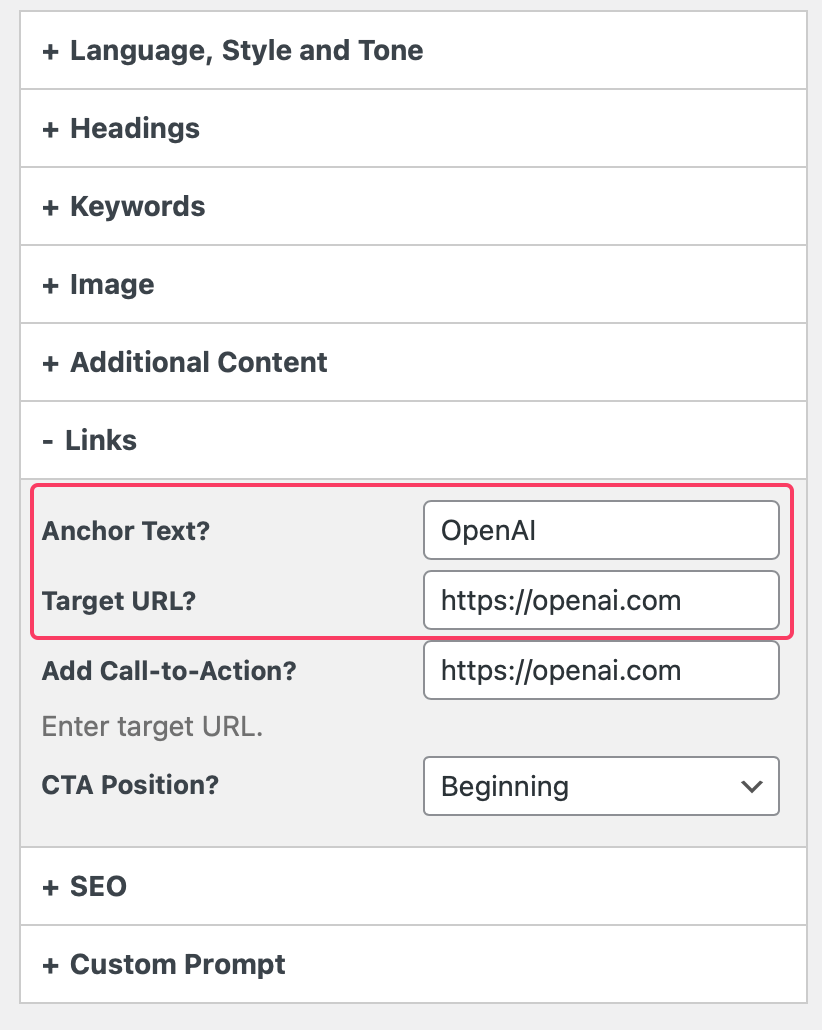 + Language, Style and Tone
+ Headings
+ Keywords
+ Image
+ Additional Content
- Links
Anchor Text? OpenAI
Target URL? https://openai.com
Add Call-to-Action? https://openai.com
Enter target URL.
CTA Position? Beginning
+ SEO
+ Custom Prompt